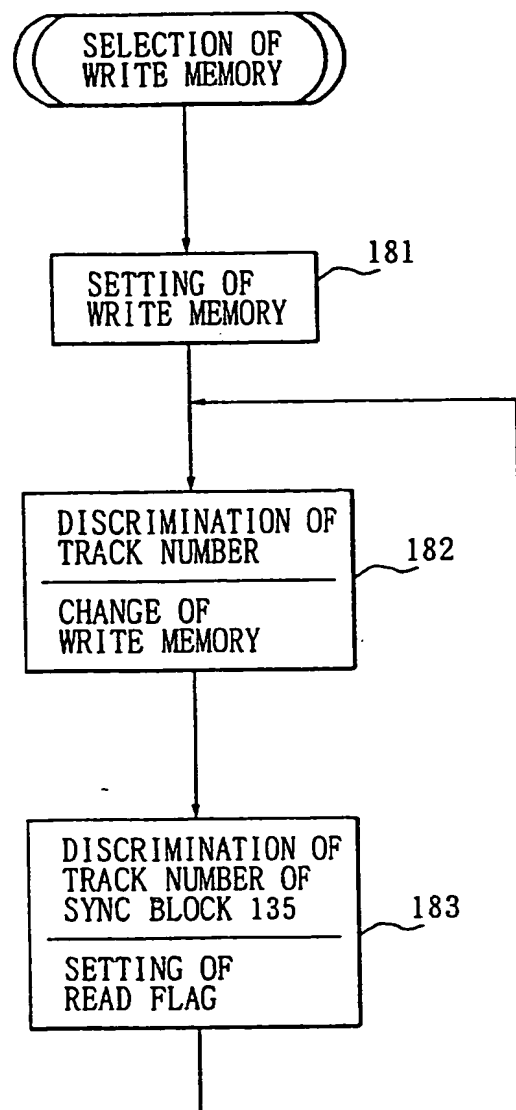 SELECTION OF
WRITE MEMORY
181
SETTING OF
WRITE MEMORY
DISCRIMINATION OF
TRACK NUMBER
182
CHANGE OF
WRITE MEMORY
DISCRIMINATION OF
TRACK NUMBER OF
SYNC BLOCK 135
183
SETTING OF
READ FLAG